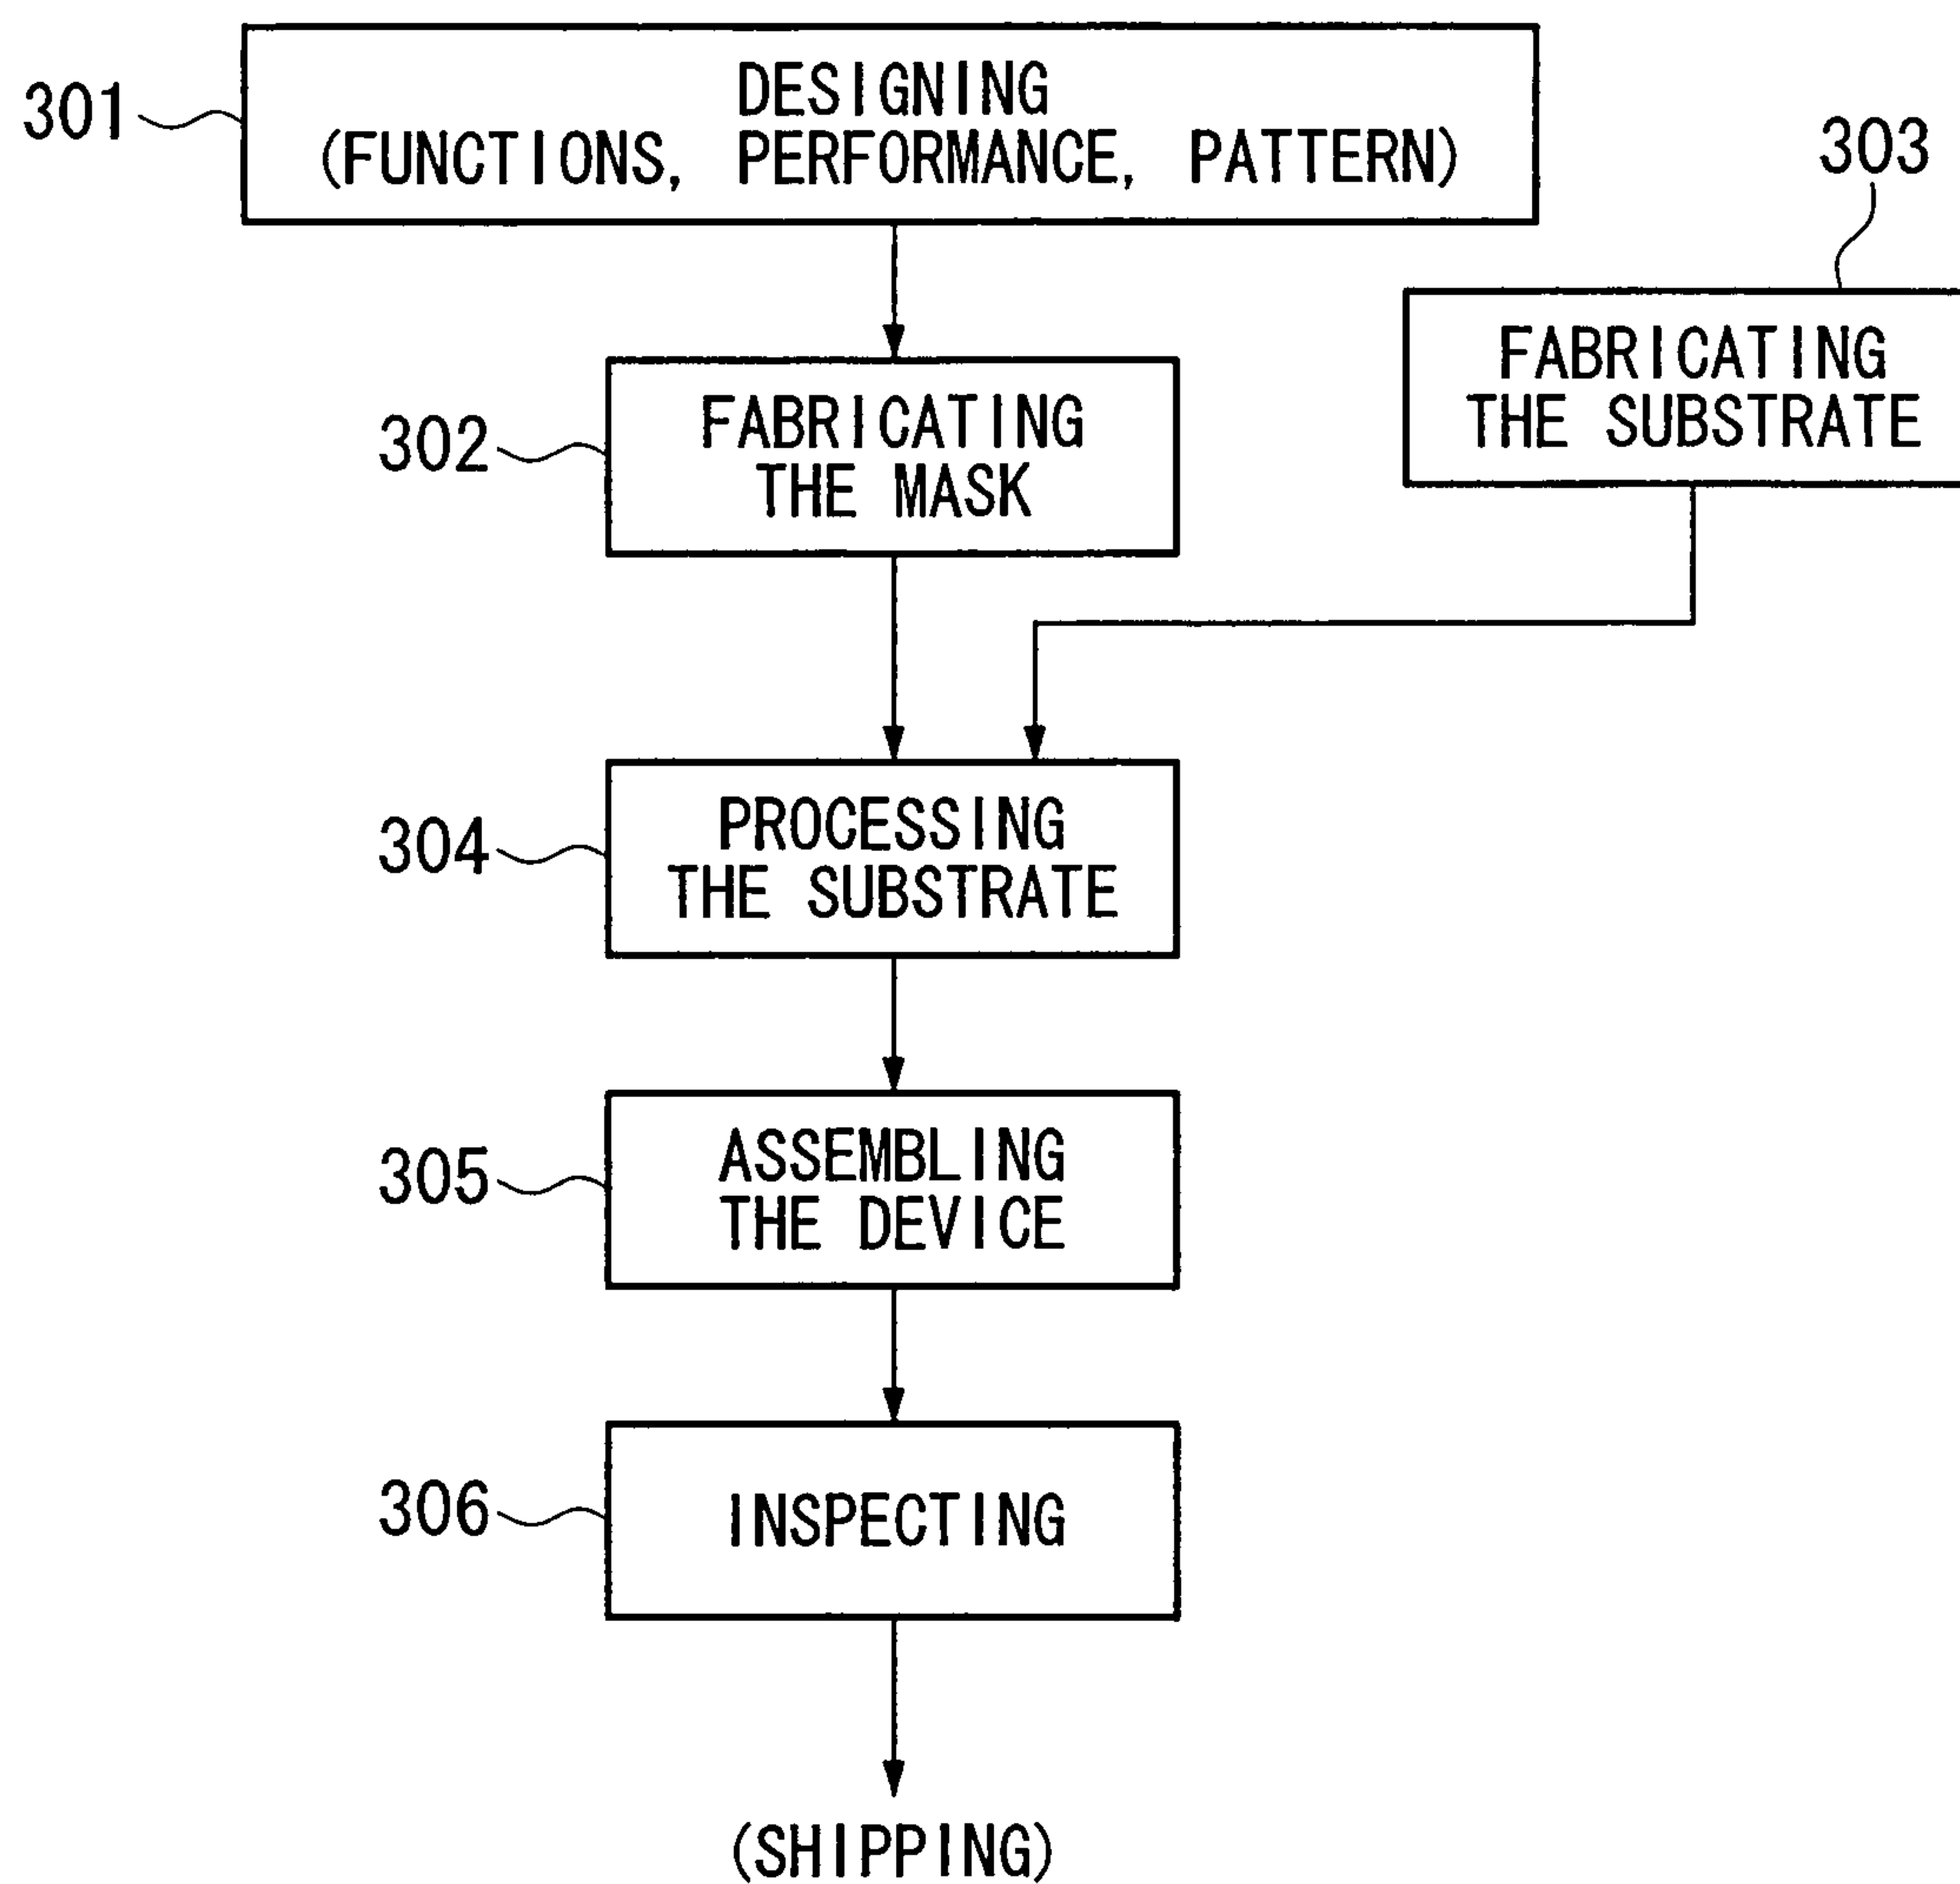 301
DESIGNING
(FUNCTIONS, PERFORMANCE, PATTERN)
303
FABRICATING
THE SUBSTRATE
302
FABRICATING
THE MASK
304
PROCESSING
THE SUBSTRATE
305
ASSEMBLING
THE DEVICE
306
INSPECTING
(SHIPPING)